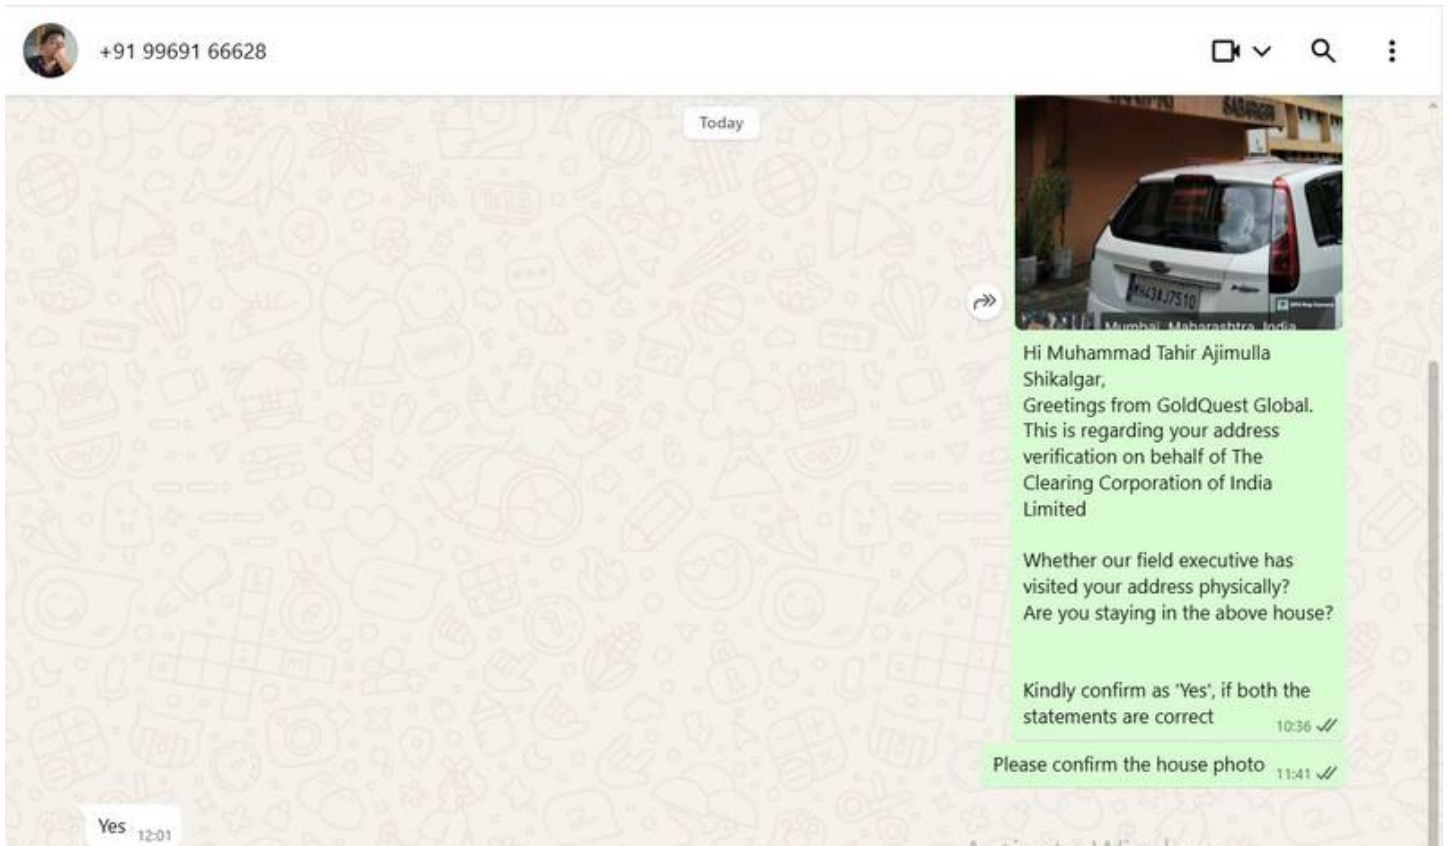 +91 99691 66628
Today
SABARGIRI
MH43AJ7510
Mumbai, Maharashtra, India
Hi Muhammad Tahir Ajimulla
Shikalgar,
Greetings from GoldQuest Global.
This is regarding your address
verification on behalf of The
Clearing Corporation of India
Limited
Whether our field executive has
visited your address physically?
Are you staying in the above house?
Kindly confirm as 'Yes', if both the
statements are correct
10:36
Please confirm the house photo
11:41
Yes
12:01